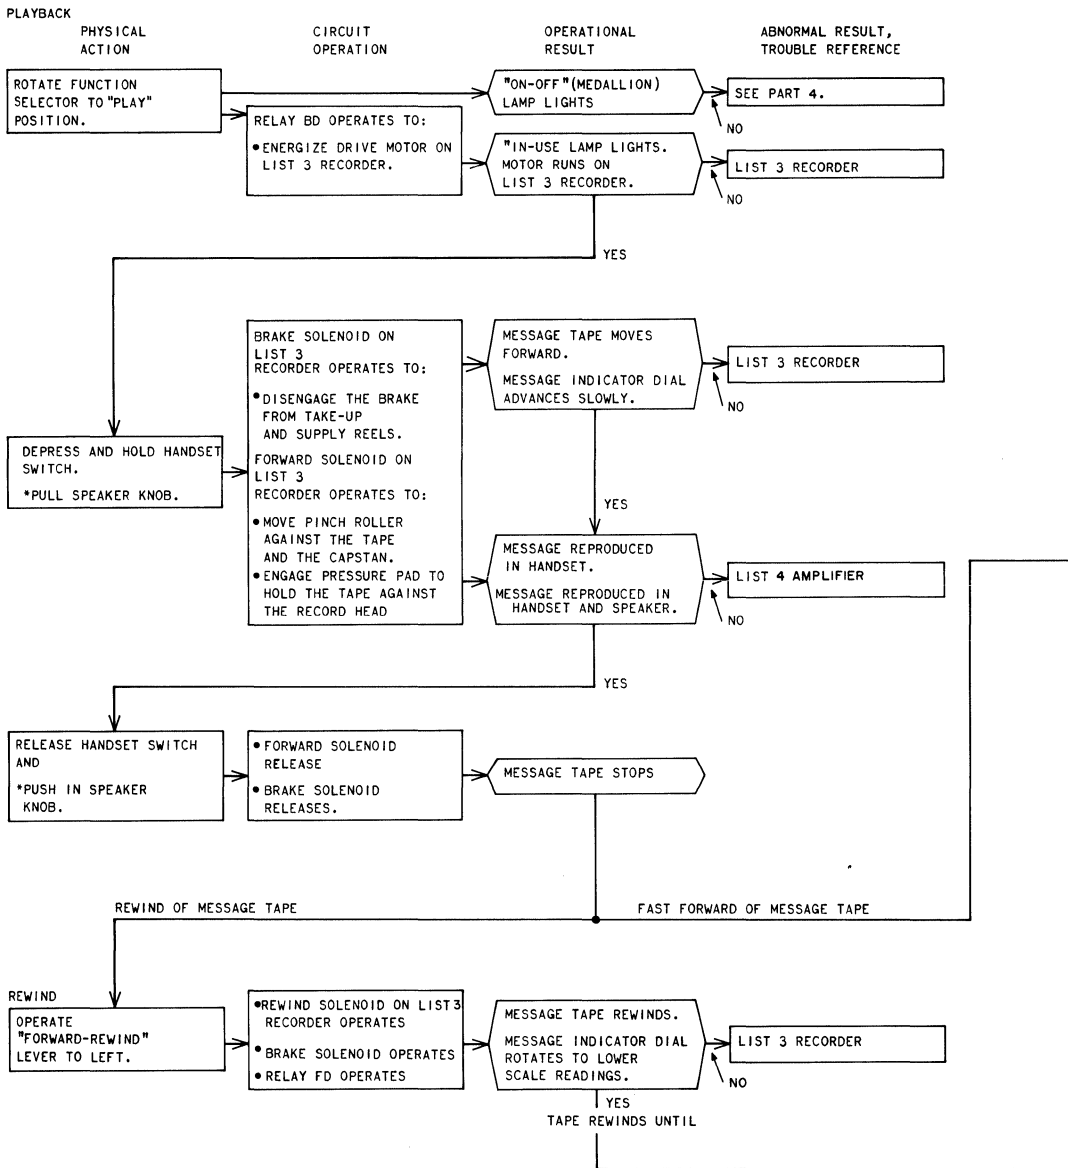 PLAYBACK
PHYSICAL
ACTION
CIRCUIT
OPERATION
OPERATIONAL
RESULT
ABNORMAL RESULT,
TROUBLE REFERENCE
ROTATE FUNCTION
SELECTOR TO "PLAY"
POSITION.
"ON-OFF" (MEDALLION)
LAMP LIGHTS
SEE PART 4.
NO
RELAY BD OPERATES TO:
• ENERGIZE DRIVE MOTOR ON
LIST 3 RECORDER.
"IN-USE LAMP LIGHTS.
MOTOR RUNS ON
LIST 3 RECORDER.
LIST 3 RECORDER
NO
YES
DEPRESS AND HOLD HANDSET
SWITCH.
*PULL SPEAKER KNOB.
BRAKE SOLENOID ON
LIST 3
RECORDER OPERATES TO:
• DISENGAGE THE BRAKE
FROM TAKE-UP
AND SUPPLY REELS.
FORWARD SOLENOID ON
LIST 3
RECORDER OPERATES TO:
• MOVE PINCH ROLLER
AGAINST THE TAPE
AND THE CAPSTAN.
• ENGAGE PRESSURE PAD TO
HOLD THE TAPE AGAINST
THE RECORD HEAD
MESSAGE TAPE MOVES
FORWARD.
MESSAGE INDICATOR DIAL
ADVANCES SLOWLY.
LIST 3 RECORDER
NO
YES
MESSAGE REPRODUCED
IN HANDSET.
MESSAGE REPRODUCED IN
HANDSET AND SPEAKER.
LIST 4 AMPLIFIER
NO
YES
RELEASE HANDSET SWITCH
AND
*PUSH IN SPEAKER
KNOB.
• FORWARD SOLENOID
RELEASE
• BRAKE SOLENOID
RELEASES.
MESSAGE TAPE STOPS
REWIND OF MESSAGE TAPE
FAST FORWARD OF MESSAGE TAPE
REWIND
OPERATE
"FORWARD-REWIND"
LEVER TO LEFT.
• REWIND SOLENOID ON LIST 3
RECORDER OPERATES
• BRAKE SOLENOID OPERATES
• RELAY FD OPERATES
MESSAGE TAPE REWINDS.
MESSAGE INDICATOR DIAL
ROTATES TO LOWER
SCALE READINGS.
LIST 3 RECORDER
NO
YES
TAPE REWINDS UNTIL